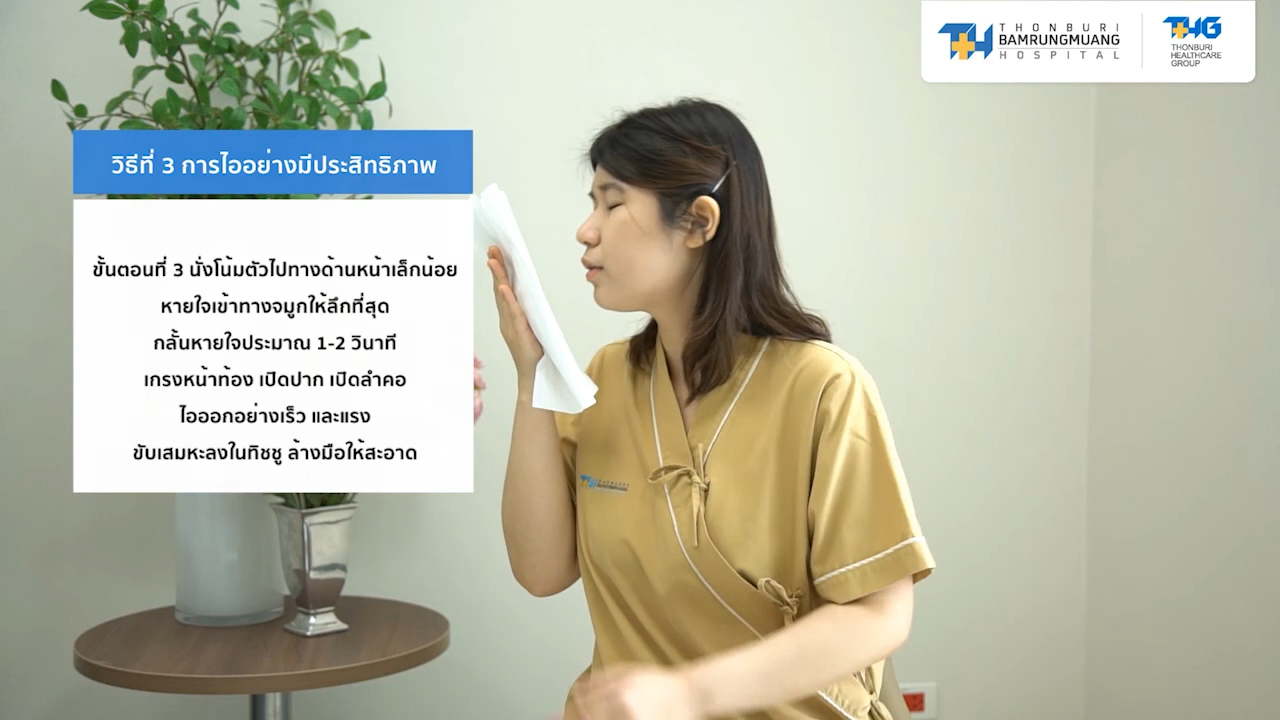 THONBURI
BAMRUNGMUANG
HOSPITAL
THG
THONBURI
HEALTHCARE
GROUP
วิธีที่ 3 การไออย่างมีประสิทธิภาพ
ขั้นตอนที่ 3 นั่งโน้มตัวไปทางด้านหน้าเล็กน้อย
หายใจเข้าทางจมูกให้ลึกที่สุด
กลั้นหายใจประมาณ 1-2 วินาที
เกรงหน้าท้อง เปิดปาก เปิดลำคอ
ไอออกอย่างเร็ว และแรง
ขับเสมหะลงในทิชชู ล้างมือให้สะอาด